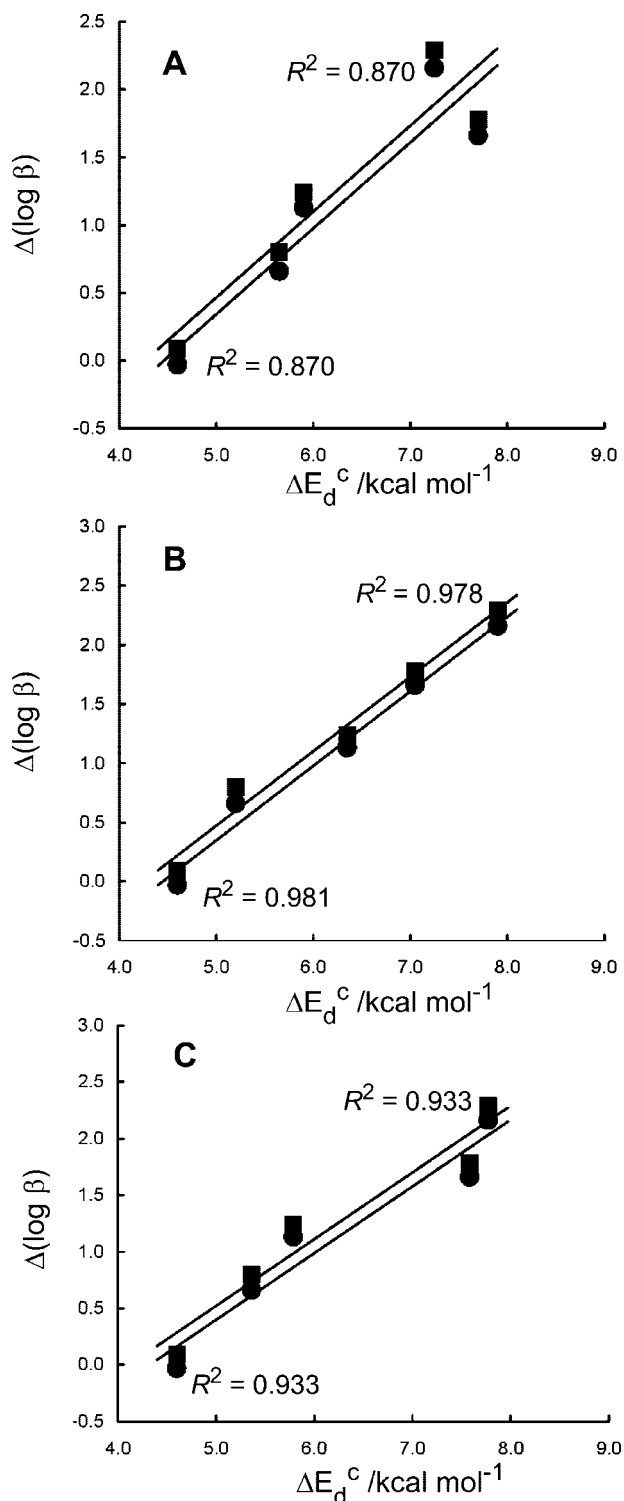 2.5
A
R² = 0.870
2.0
1.5
Δ(log β)
1.0
0.5
0.0
R² = 0.870
-0.5
4.0 5.0 6.0 7.0 8.0 9.0
ΔE_d^c /kcal mol⁻¹
3.0
B
2.5
R² = 0.978
2.0
1.5
Δ(log β)
1.0
0.5
0.0
R² = 0.981
-0.5
4.0 5.0 6.0 7.0 8.0 9.0
ΔE_d^c /kcal mol⁻¹
3.0
C
2.5
R² = 0.933
2.0
1.5
Δ(log β)
1.0
0.5
0.0
R² = 0.933
-0.5
4.0 5.0 6.0 7.0 8.0 9.0
ΔE_d^c /kcal mol⁻¹